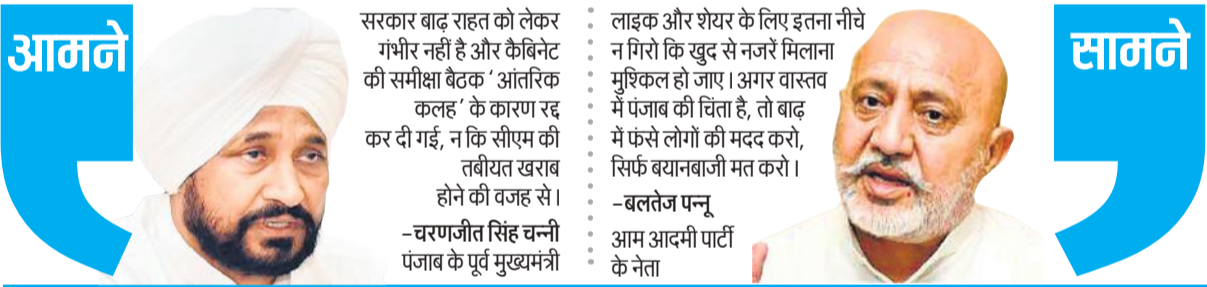 आमने
सरकार बाढ़ राहत को लेकर
गंभीर नहीं है और कैबिनेट
की समीक्षा बैठक ‘ आंतरिक
कलह ’ के कारण रद्द
कर दी गई, न कि सीएम की
तबीयत खराब
होने की वजह से।
–चरणजीत सिंह चन्नी
पंजाब के पूर्व मुख्यमंत्री
लाइक और शेयर के लिए इतना नीचे
न गिरो कि खुद से नजरें मिलाना
मुश्किल हो जाए। अगर वास्तव
में पंजाब की चिंता है, तो बाढ़
में फंसे लोगों की मदद करो,
सिर्फ बयानबाजी मत करो।
–बलतेज पन्नू
आम आदमी पार्टी
के नेता
सामने